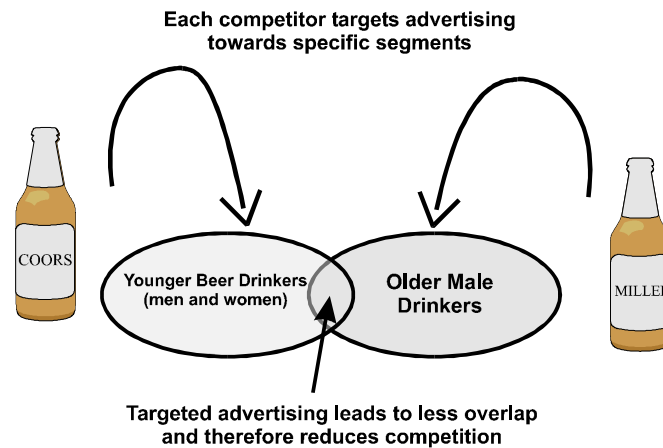 Each competitor targets advertising
towards specific segments
COORS
Younger Beer Drinkers
(men and women)
Older Male
Drinkers
MILLER
Targeted advertising leads to less overlap
and therefore reduces competition